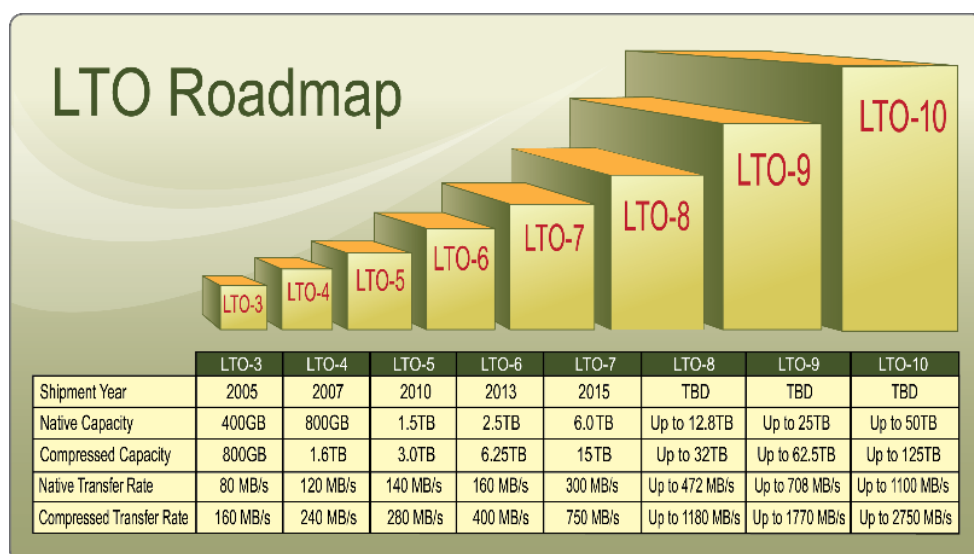 LTO Roadmap
LTO-3
LTO-4
LTO-5
LTO-6
LTO-7
LTO-8
LTO-9
LTO-10
LTO-3 LTO-4 LTO-5 LTO-6 LTO-7 LTO-8 LTO-9 LTO-10
Shipment Year 2005 2007 2010 2013 2015 TBD TBD TBD
Native Capacity 400GB 800GB 1.5TB 2.5TB 6.0TB Up to 12.8TB Up to 25TB Up to 50TB
Compressed Capacity 800GB 1.6TB 3.0TB 6.25TB 15TB Up to 32TB Up to 62.5TB Up to 125TB
Native Transfer Rate 80 MB/s 120 MB/s 140 MB/s 160 MB/s 300 MB/s Up to 472 MB/s Up to 708 MB/s Up to 1100 MB/s
Compressed Transfer Rate 160 MB/s 240 MB/s 280 MB/s 400 MB/s 750 MB/s Up to 1180 MB/s Up to 1770 MB/s Up to 2750 MB/s